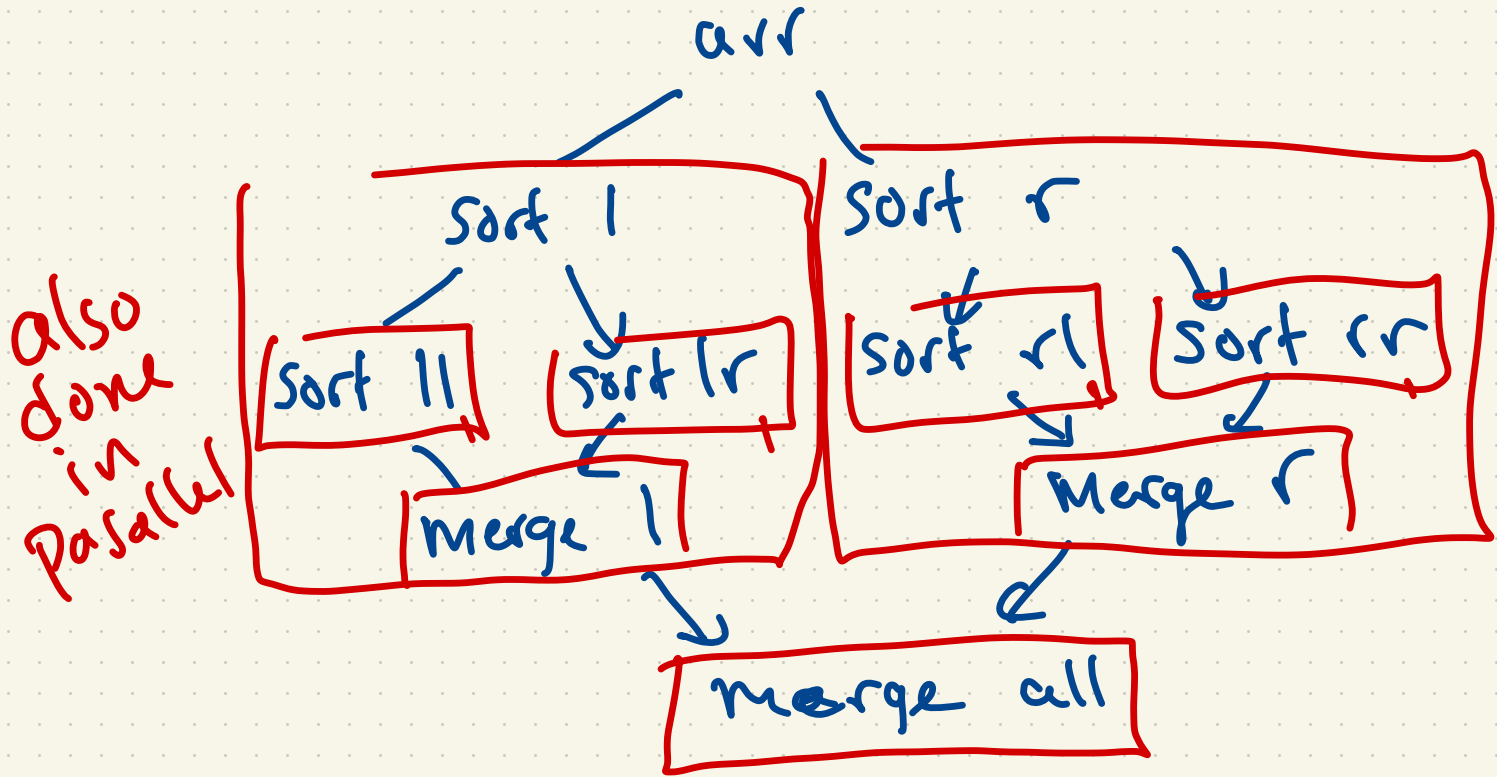 arr
sort l
sort r
also
done
in
parallel
sort ll
sort lr
sort rl
sort rr
merge l
merge r
merge all